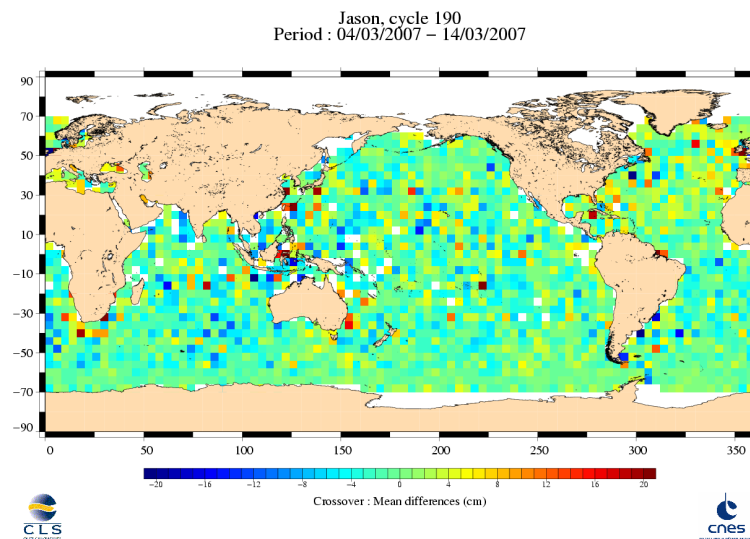 Jason, cycle 190
Period : 04/03/2007 − 14/03/2007
90
70
50
30
10
−10
−30
−50
−70
−90
0 50 100 150 200 250 300 350
−20 −16 −12 −8 −4 0 4 8 12 16 20
Crossover : Mean differences (cm)
CLS
cnes